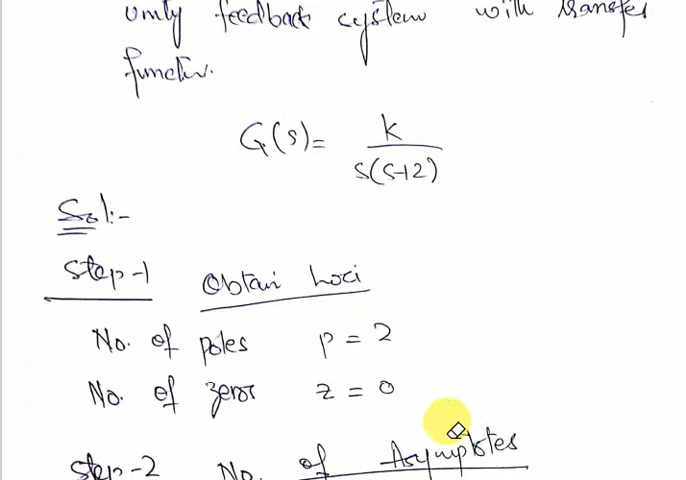 unity feedback system with transfer
function.
G(s) = k / s(s+2)
Sol:-
Step-1 Obtain Loci
No. of poles p = 2
No. of zeros z = 0
Step-2 No. of Asymptotes